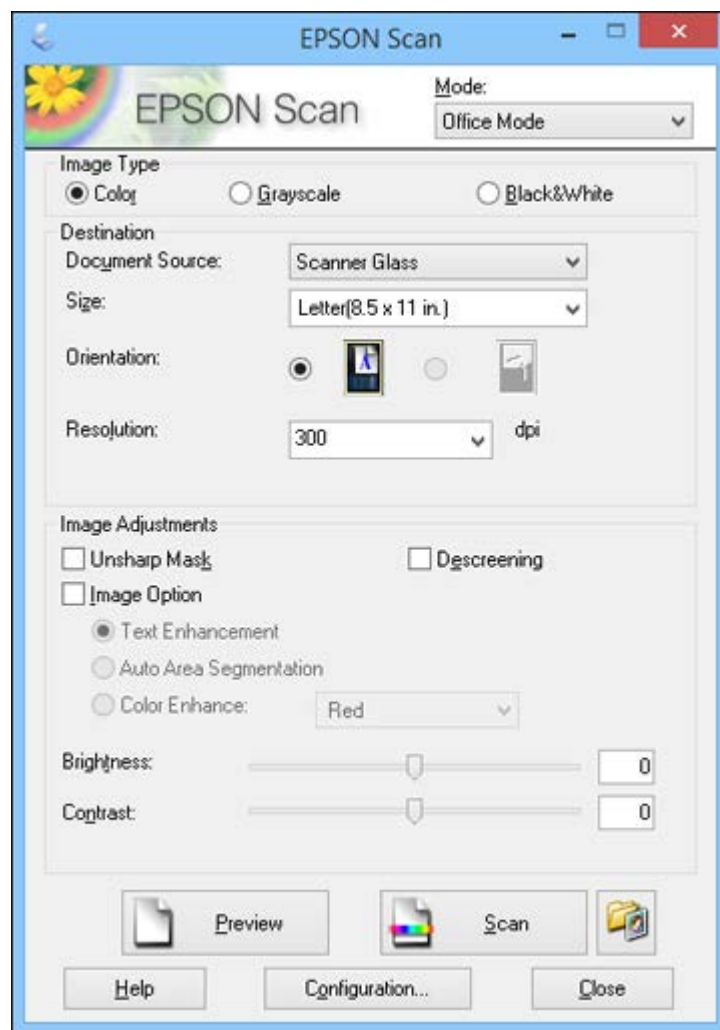 EPSON Scan
EPSON Scan
Mode:
Office Mode
Image Type
Color Grayscale Black&White
Destination
Document Source: Scanner Glass
Size: Letter(8.5 x 11 in.)
Orientation: A
Resolution: 300 dpi
Image Adjustments
Unsharp Mask Descreening
Image Option
Text Enhancement
Auto Area Segmentation
Color Enhance: Red
Brightness: 0
Contrast: 0
Preview Scan
Help Configuration... Close